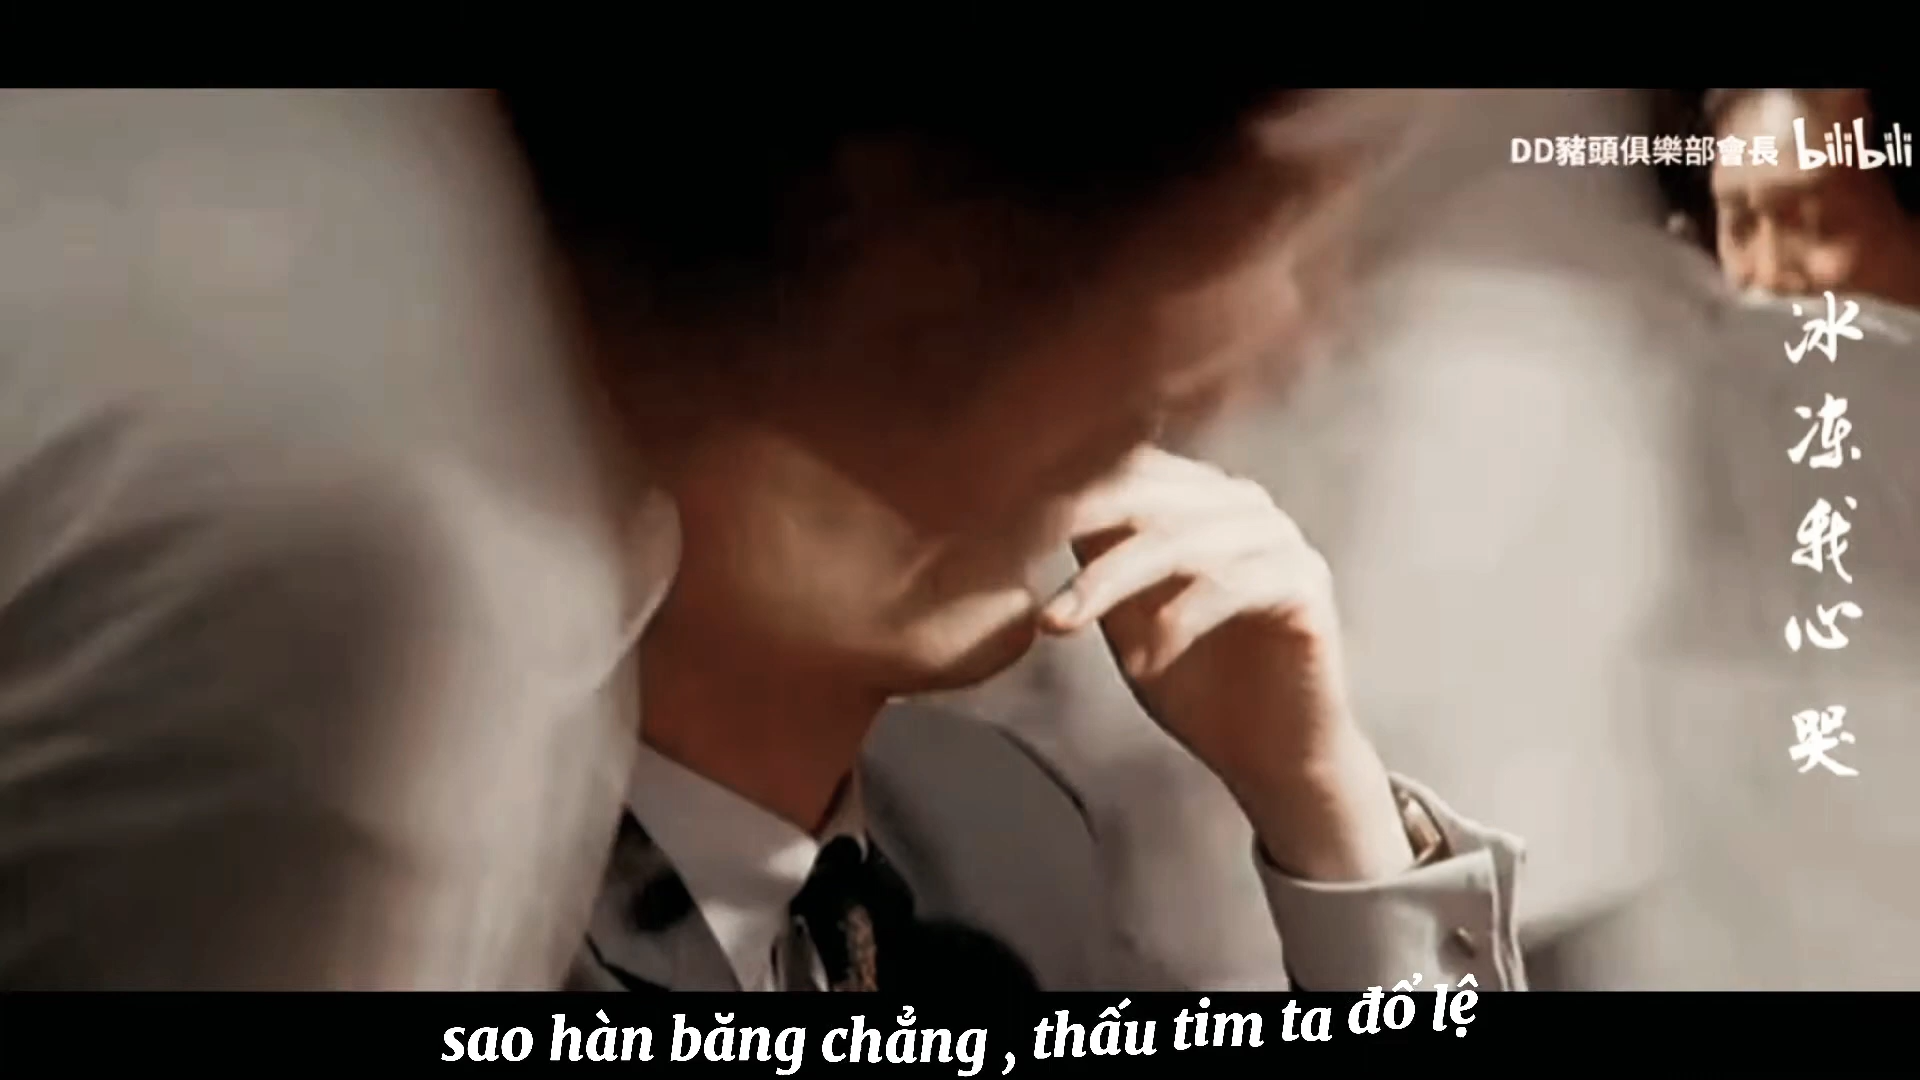 DD豬頭俱樂部會長 bilibili
冰凍我心哭
sao hàn băng chẳng , thấu tim ta đổ lệ